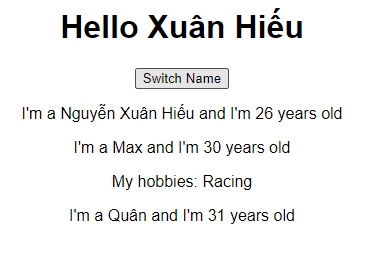 Hello Xuân Hiếu
Switch Name
I'm a Nguyễn Xuân Hiếu and I'm 26 years old
I'm a Max and I'm 30 years old
My hobbies: Racing
I'm a Quân and I'm 31 years old